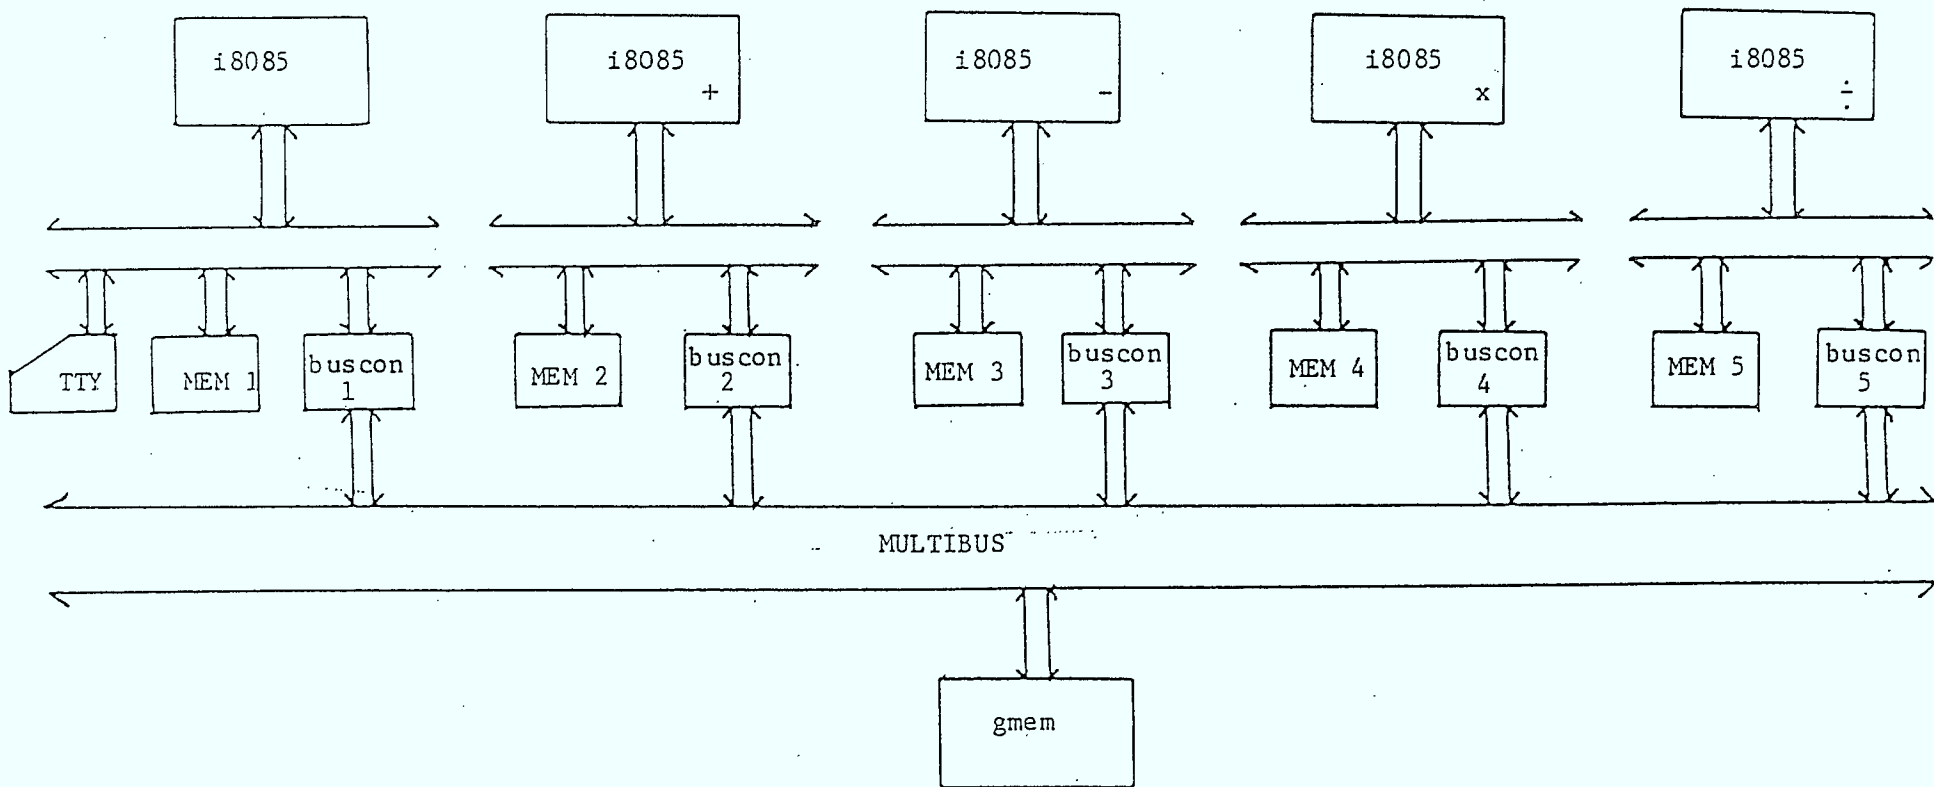 i8085
i8085
+
i8085
-
i8085
x
i8085
÷
TTY
MEM 1
buscon
1
MEM 2
buscon
2
MEM 3
buscon
3
MEM 4
buscon
4
MEM 5
buscon
5
MULTIBUS
gmem